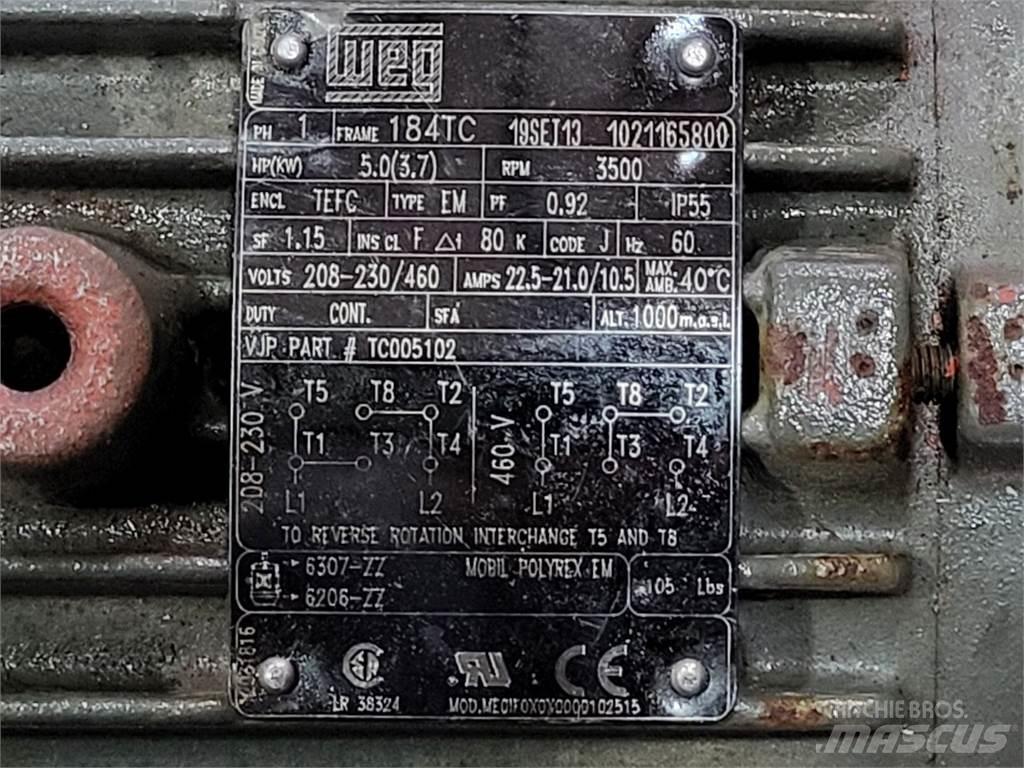 WEG
PH 1 FRAME 184TC 19SET13 1021165800
HP(KW) 5.0(3.7) RPM 3500
ENCL TEFC TYPE EM PF 0.92 IP55
SF 1.15 INS CL F Δt 80 K CODE J Hz 60
VOLTS 208-230/460 AMPS 22.5-21.0/10.5 MAX. AMB. 40°C
DUTY CONT. SFA ALT. 1000m.a.s.l.
VJP PART # TC005102
208-230 V
T5 T8 T2
T1 T3 T4
L1 L2
460 V
T5 T8 T2
T1 T3 T4
L1 L2
TO REVERSE ROTATION INTERCHANGE T5 AND T8
6307-ZZ MOBIL POLYREX EM
6206-ZZ
105 Lbs
LR 38324
CE
ARCHIE BROS.
MASCUS